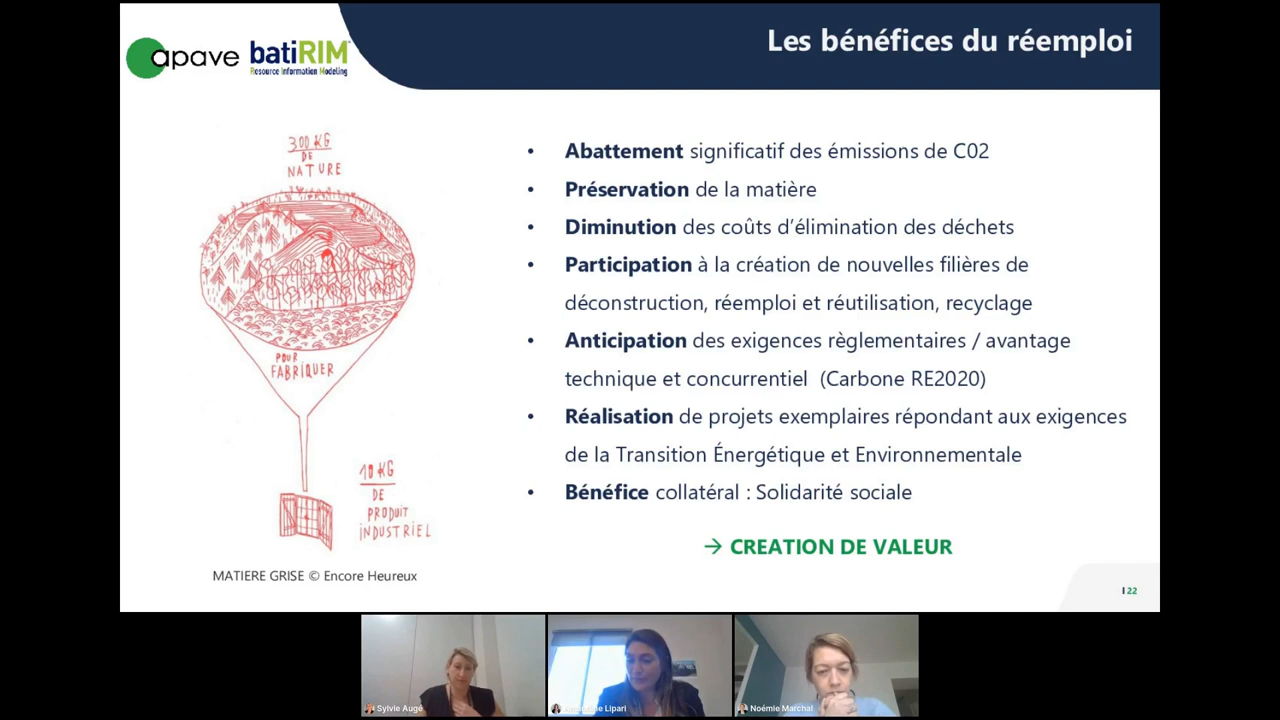 apave
batiRIM
Resource Information Modeling
Les bénéfices du réemploi
300 KG
DE
NATURE
POUR
FABRIQUER
10 KG
DE
PRODUIT
INDUSTRIEL
MATIERE GRISE © Encore Heureux
• Abattement significatif des émissions de C02
• Préservation de la matière
• Diminution des coûts d’élimination des déchets
• Participation à la création de nouvelles filières de
déconstruction, réemploi et réutilisation, recyclage
• Anticipation des exigences règlementaires / avantage
technique et concurrentiel (Carbone RE2020)
• Réalisation de projets exemplaires répondant aux exigences
de la Transition Énergétique et Environnementale
• Bénéfice collatéral : Solidarité sociale
→ CREATION DE VALEUR
22
Sylvie Augé
Lipari
Noémie Marchal